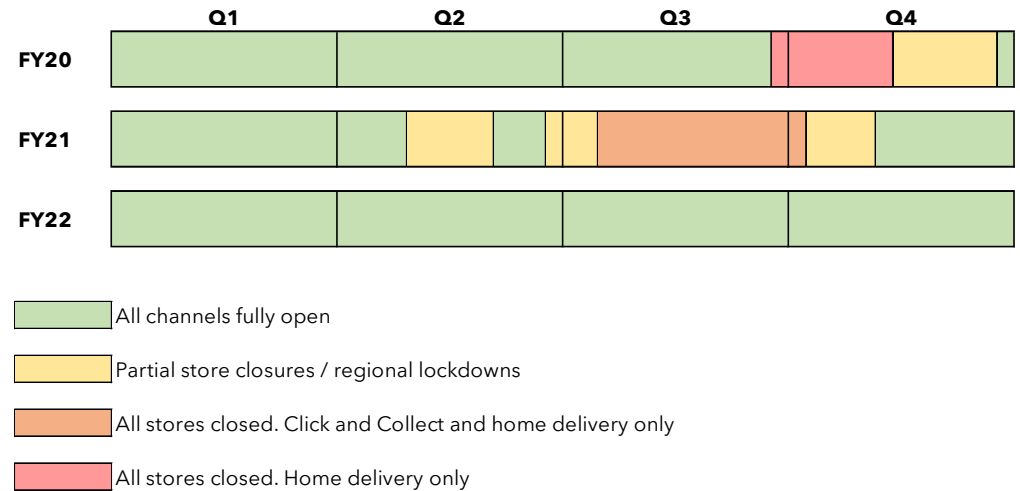 Q1 Q2 Q3 Q4
FY20
FY21
FY22
All channels fully open
Partial store closures / regional lockdowns
All stores closed. Click and Collect and home delivery only
All stores closed. Home delivery only